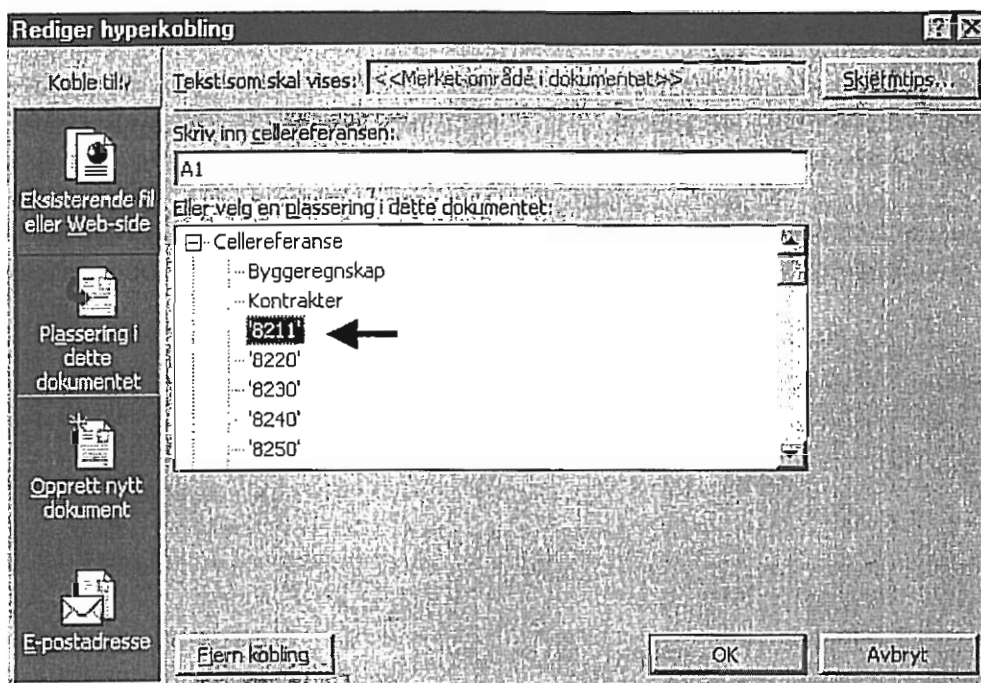 Rediger hyperkobling
Koble til:
Tekst som skal vises: <<Merket område i dokumentet>>
Skjermtips...
Skriv inn cellereferansen:
A1
Eksisterende fil
eller Web-side
Eller velg en plassering i dette dokumentet:
Cellereferanse
Byggeregnskap
Kontrakter
'8211'
'8220'
'8230'
'8240'
'8250'
Plassering i
dette
dokumentet
Opprett nytt
dokument
E-postadresse
Fjern kobling
OK
Avbryt